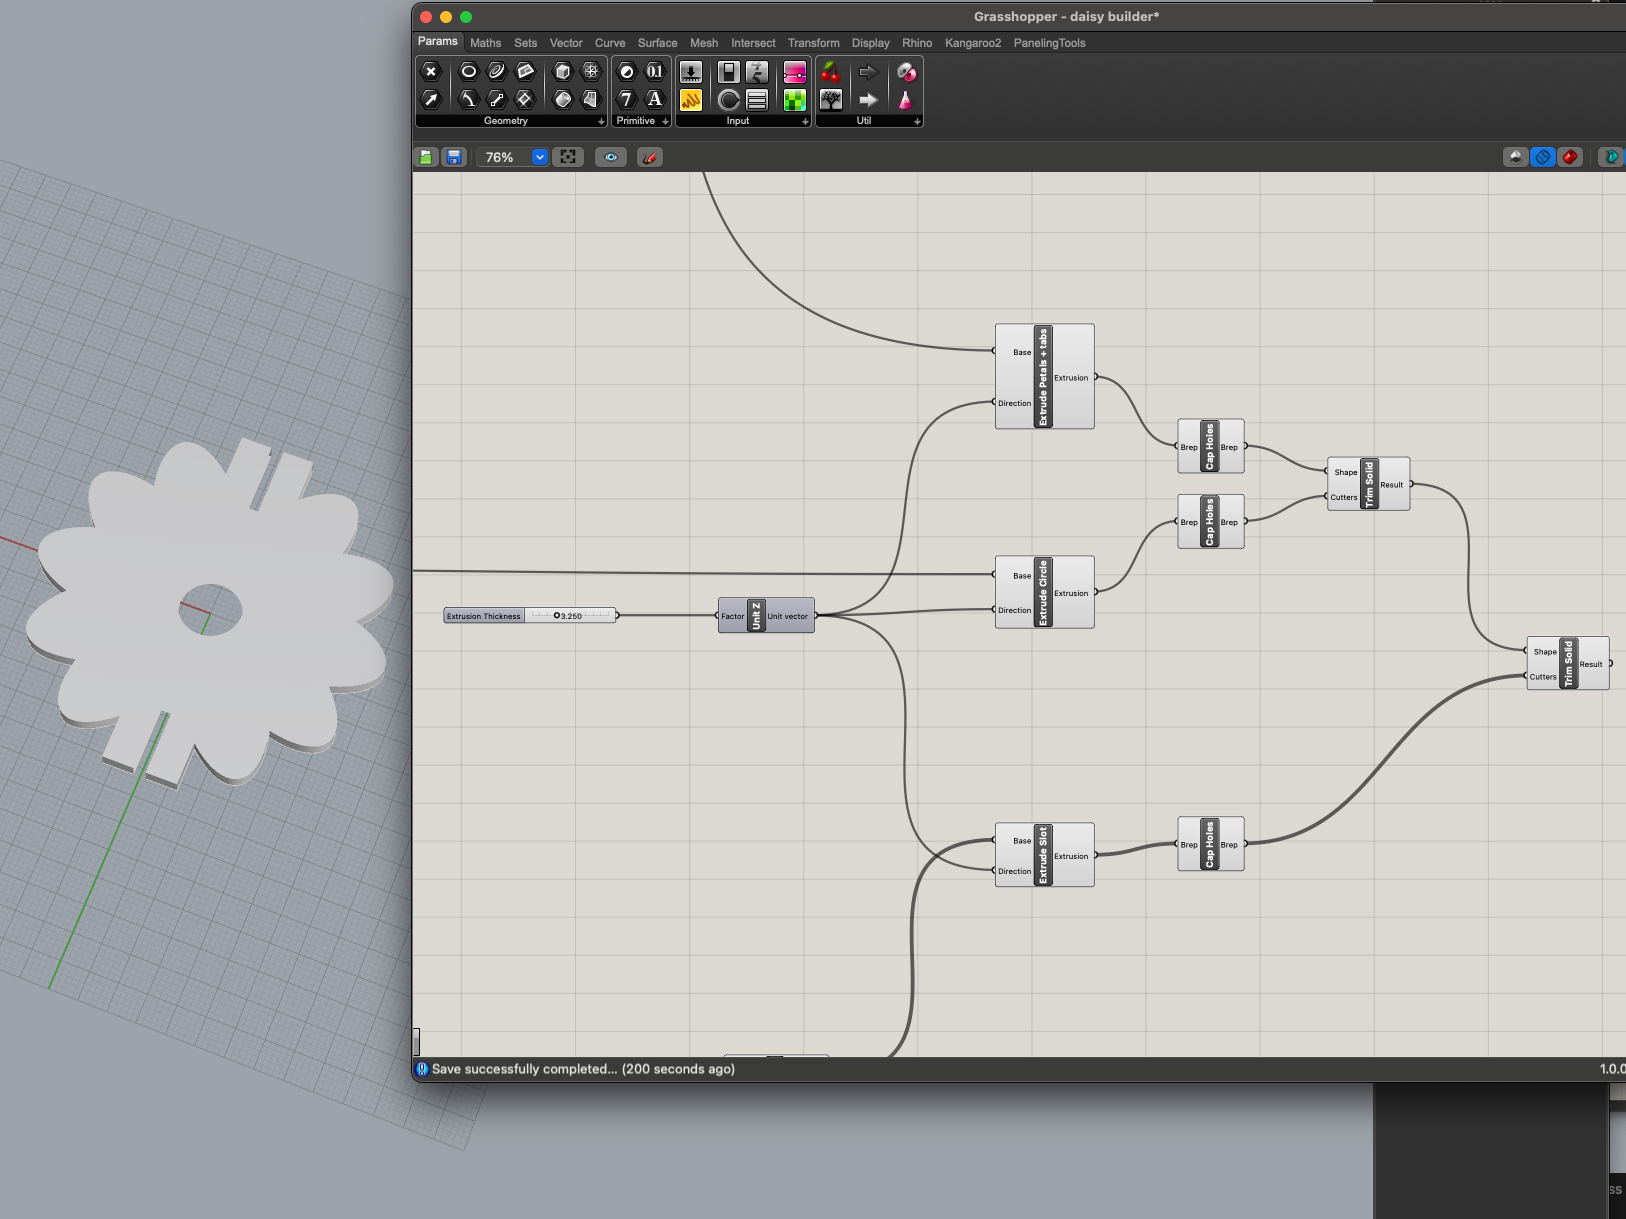 Grasshopper - daisy builder*
Params Maths Sets Vector Curve Surface Mesh Intersect Transform Display Rhino Kangaroo2 PanelingTools
0.1
7 A
Geometry Primitive Input Util
76%
Base
Direction
Extrude Petals + tabs
Extrusion
Brep
Cap Holes
Brep
Shape
Cutters
Trim Solid
Result
Brep
Cap Holes
Brep
Base
Direction
Extrude Circle
Extrusion
Extrusion Thickness
3.250
Factor
Unit Z
Unit vector
Shape
Cutters
Trim Solid
Result
Base
Direction
Extrude Slot
Extrusion
Brep
Cap Holes
Brep
Save successfully completed... (200 seconds ago)
1.0.0
ss